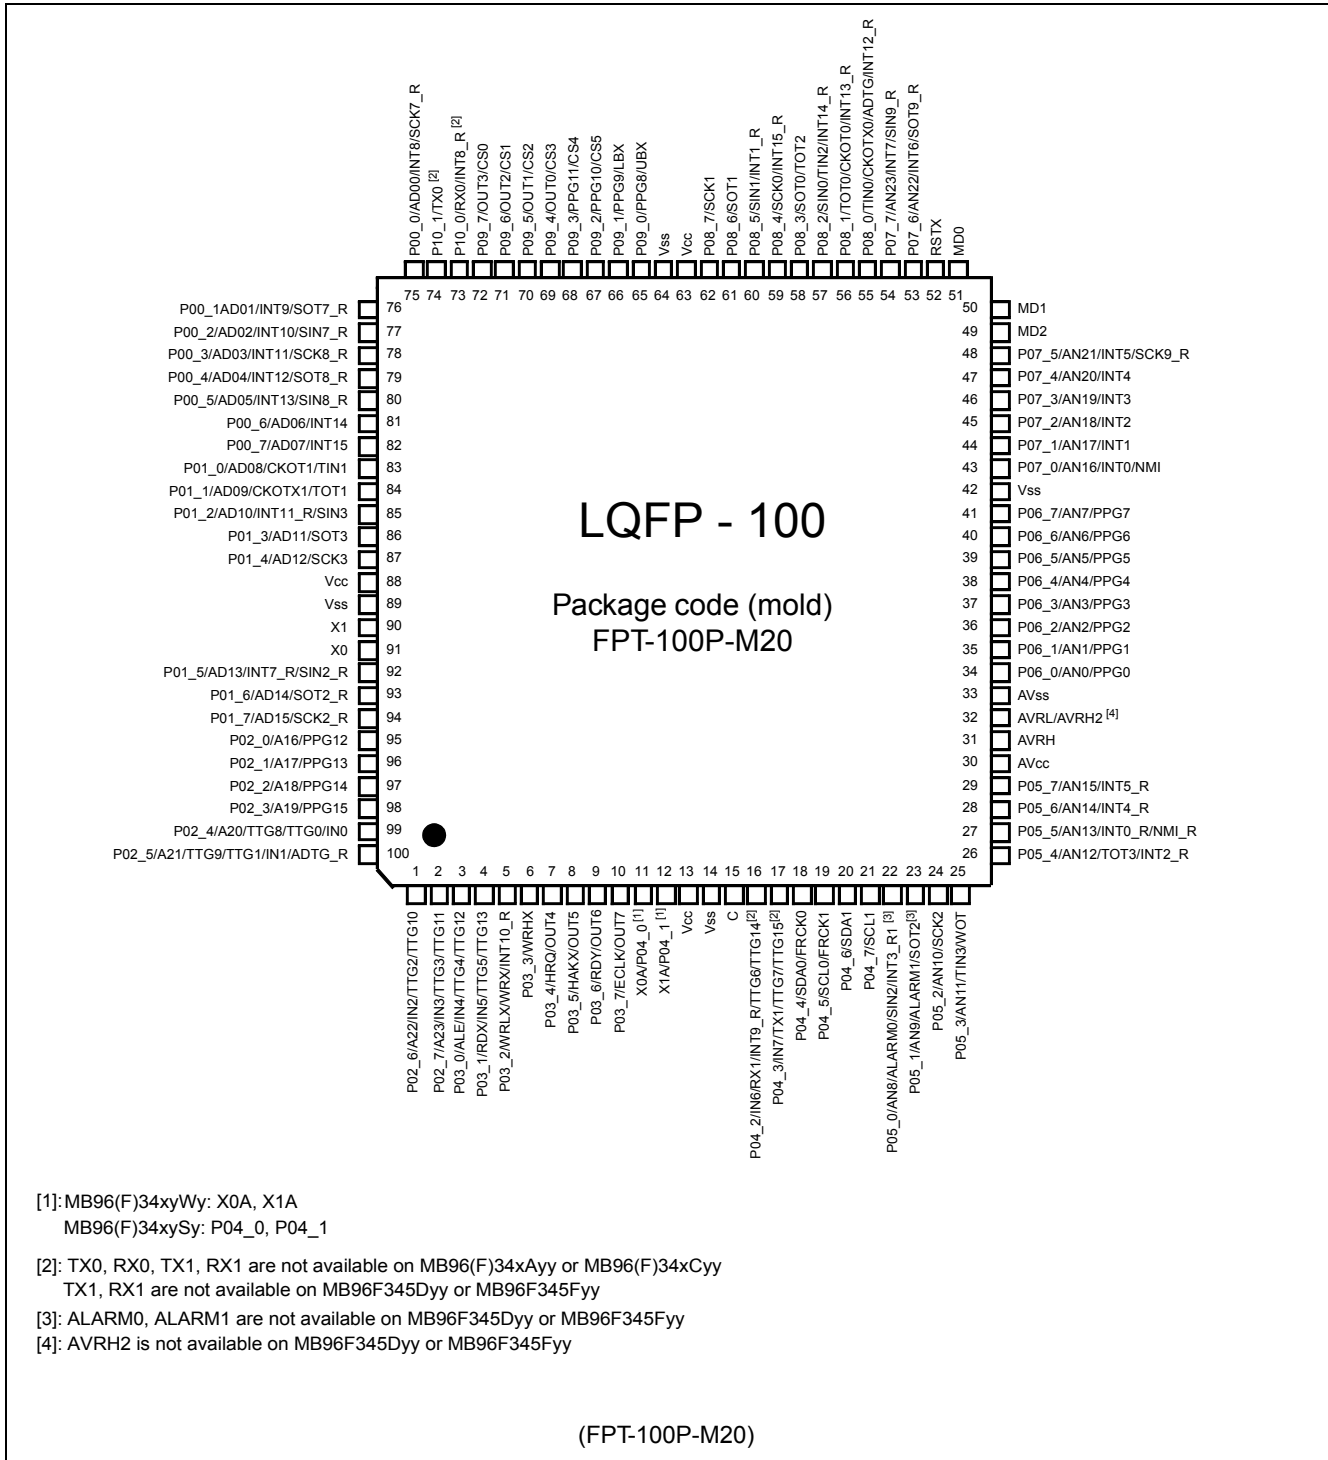 P00_0/AD00/INT8/SCK7_R
P10_1/TX0 [2]
P10_0/RX0/INT8_R [2]
P09_7/OUT3/CS0
P09_6/OUT2/CS1
P09_5/OUT1/CS2
P09_4/OUT0/CS3
P09_3/PPG11/CS4
P09_2/PPG10/CS5
P09_1/PPG9/LBX
P09_0/PPG8/UBX
Vss
Vcc
P08_7/SCK1
P08_6/SOT1
P08_5/SIN1/INT1_R
P08_4/SCK0/INT15_R
P08_3/SOT0/TOT2
P08_2/SIN0/TIN2/INT14_R
P08_1/TOT0/CKOT0/INT13_R
P08_0/TIN0/CKOTX0/ADTG/INT12_R
P07_7/AN23/INT7/SIN9_R
P07_6/AN22/INT6/SOT9_R
RSTX
MD0
75 74 73 72 71 70 69 68 67 66 65 64 63 62 61 60 59 58 57 56 55 54 53 52 51
P00_1AD01/INT9/SOT7_R 76
P00_2/AD02/INT10/SIN7_R 77
P00_3/AD03/INT11/SCK8_R 78
P00_4/AD04/INT12/SOT8_R 79
P00_5/AD05/INT13/SIN8_R 80
P00_6/AD06/INT14 81
P00_7/AD07/INT15 82
P01_0/AD08/CKOT1/TIN1 83
P01_1/AD09/CKOTX1/TOT1 84
P01_2/AD10/INT11_R/SIN3 85
P01_3/AD11/SOT3 86
P01_4/AD12/SCK3 87
Vcc 88
Vss 89
X1 90
X0 91
P01_5/AD13/INT7_R/SIN2_R 92
P01_6/AD14/SOT2_R 93
P01_7/AD15/SCK2_R 94
P02_0/A16/PPG12 95
P02_1/A17/PPG13 96
P02_2/A18/PPG14 97
P02_3/A19/PPG15 98
P02_4/A20/TTG8/TTG0/IN0 99
P02_5/A21/TTG9/TTG1/IN1/ADTG_R 100
LQFP - 100
Package code (mold)
FPT-100P-M20
50 MD1
49 MD2
48 P07_5/AN21/INT5/SCK9_R
47 P07_4/AN20/INT4
46 P07_3/AN19/INT3
45 P07_2/AN18/INT2
44 P07_1/AN17/INT1
43 P07_0/AN16/INT0/NMI
42 Vss
41 P06_7/AN7/PPG7
40 P06_6/AN6/PPG6
39 P06_5/AN5/PPG5
38 P06_4/AN4/PPG4
37 P06_3/AN3/PPG3
36 P06_2/AN2/PPG2
35 P06_1/AN1/PPG1
34 P06_0/AN0/PPG0
33 AVss
32 AVRL/AVRH2 [4]
31 AVRH
30 AVcc
29 P05_7/AN15/INT5_R
28 P05_6/AN14/INT4_R
27 P05_5/AN13/INT0_R/NMI_R
26 P05_4/AN12/TOT3/INT2_R
1 2 3 4 5 6 7 8 9 10 11 12 13 14 15 16 17 18 19 20 21 22 23 24 25
P02_6/A22/IN2/TTG2/TTG10
P02_7/A23/IN3/TTG3/TTG11
P03_0/ALE/IN4/TTG4/TTG12
P03_1/RDX/IN5/TTG5/TTG13
P03_2/WRLX/WRX/INT10_R
P03_3/WRHX
P03_4/HRQ/OUT4
P03_5/HAKX/OUT5
P03_6/RDY/OUT6
P03_7/ECLK/OUT7
X0A/P04_0[1]
X1A/P04_1 [1]
Vcc
Vss
C
P04_2/IN6/RX1/INT9_R/TTG6/TTG14[2]
P04_3/IN7/TX1/TTG7/TTG15[2]
P04_4/SDA0/FRCK0
P04_5/SCL0/FRCK1
P04_6/SDA1
P04_7/SCL1
P05_0/AN8/ALARM0/SIN2/INT3_R1 [3]
P05_1/AN9/ALARM1/SOT2[3]
P05_2/AN10/SCK2
P05_3/AN11/TIN3/WOT
[1]:MB96(F)34xyWy: X0A, X1A
MB96(F)34xySy: P04_0, P04_1
[2]: TX0, RX0, TX1, RX1 are not available on MB96(F)34xAyy or MB96(F)34xCyy
TX1, RX1 are not available on MB96F345Dyy or MB96F345Fyy
[3]: ALARM0, ALARM1 are not available on MB96F345Dyy or MB96F345Fyy
[4]: AVRH2 is not available on MB96F345Dyy or MB96F345Fyy
(FPT-100P-M20)